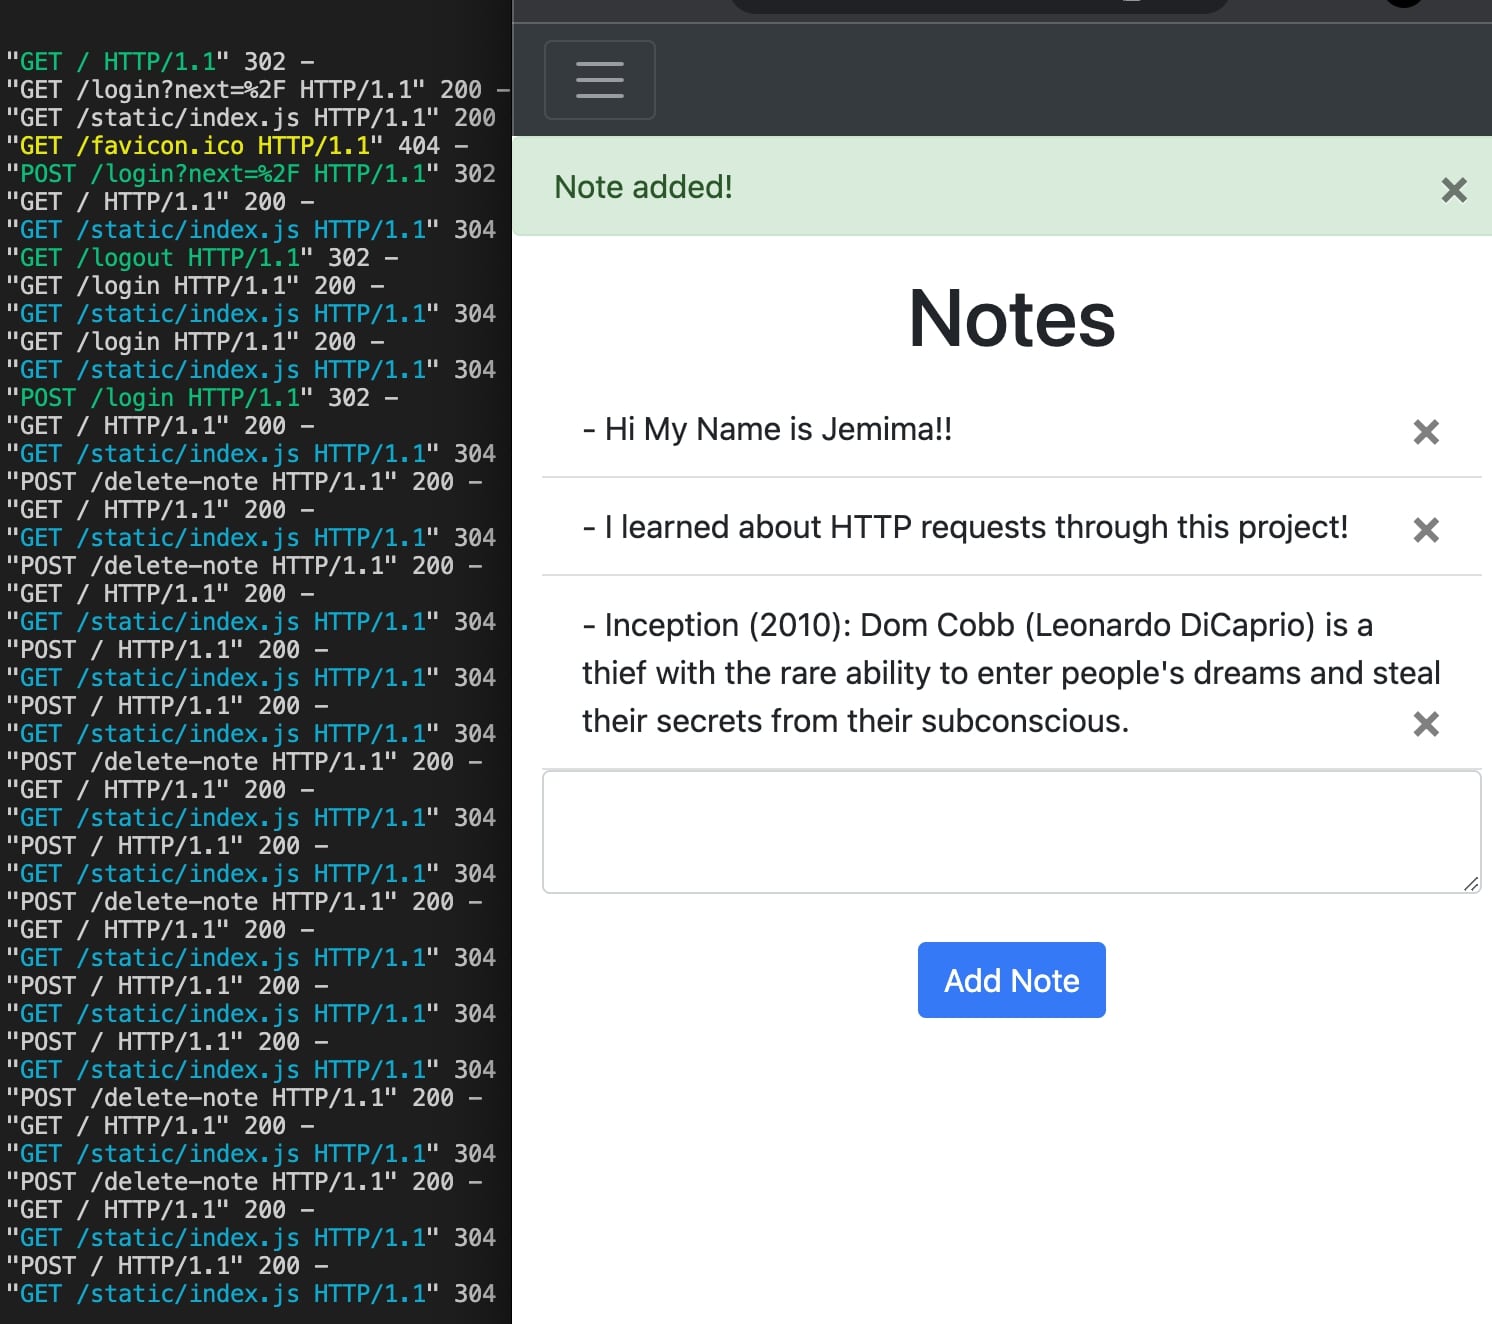 "GET / HTTP/1.1" 302 –
"GET /login?next=%2F HTTP/1.1" 200 –
"GET /static/index.js HTTP/1.1" 200
"GET /favicon.ico HTTP/1.1" 404 –
"POST /login?next=%2F HTTP/1.1" 302
"GET / HTTP/1.1" 200 –
"GET /static/index.js HTTP/1.1" 304
"GET /logout HTTP/1.1" 302 –
"GET /login HTTP/1.1" 200 –
"GET /static/index.js HTTP/1.1" 304
"GET /login HTTP/1.1" 200 –
"GET /static/index.js HTTP/1.1" 304
"POST /login HTTP/1.1" 302 –
"GET / HTTP/1.1" 200 –
"GET /static/index.js HTTP/1.1" 304
"POST /delete-note HTTP/1.1" 200 –
"GET / HTTP/1.1" 200 –
"GET /static/index.js HTTP/1.1" 304
"POST /delete-note HTTP/1.1" 200 –
"GET / HTTP/1.1" 200 –
"GET /static/index.js HTTP/1.1" 304
"POST / HTTP/1.1" 200 –
"GET /static/index.js HTTP/1.1" 304
"POST / HTTP/1.1" 200 –
"GET /static/index.js HTTP/1.1" 304
"POST /delete-note HTTP/1.1" 200 –
"GET / HTTP/1.1" 200 –
"GET /static/index.js HTTP/1.1" 304
"POST / HTTP/1.1" 200 –
"GET /static/index.js HTTP/1.1" 304
"POST /delete-note HTTP/1.1" 200 –
"GET / HTTP/1.1" 200 –
"GET /static/index.js HTTP/1.1" 304
"POST / HTTP/1.1" 200 –
"GET /static/index.js HTTP/1.1" 304
"POST / HTTP/1.1" 200 –
"GET /static/index.js HTTP/1.1" 304
"POST /delete-note HTTP/1.1" 200 –
"GET / HTTP/1.1" 200 –
"GET /static/index.js HTTP/1.1" 304
"POST /delete-note HTTP/1.1" 200 –
"GET / HTTP/1.1" 200 –
"GET /static/index.js HTTP/1.1" 304
"POST / HTTP/1.1" 200 –
"GET /static/index.js HTTP/1.1" 304
Note added!
Notes
- Hi My Name is Jemima!!
- I learned about HTTP requests through this project!
- Inception (2010): Dom Cobb (Leonardo DiCaprio) is a
thief with the rare ability to enter people's dreams and steal
their secrets from their subconscious.
Add Note